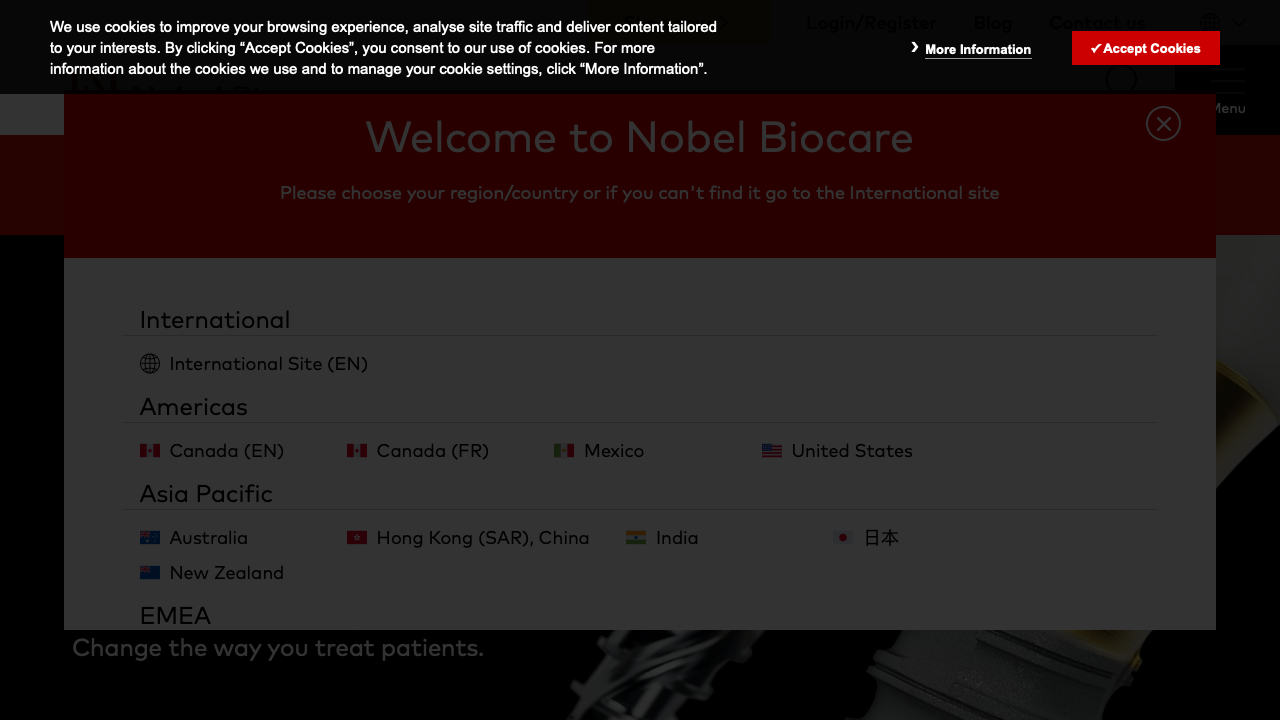 We use cookies to improve your browsing experience, analyse site traffic and deliver content tailored
to your interests. By clicking “Accept Cookies”, you consent to our use of cookies. For more
information about the cookies we use and to manage your cookie settings, click “More Information”.
More Information
✔Accept Cookies
Login/Register
Blog
Contact us
Menu
Welcome to Nobel Biocare
Please choose your region/country or if you can't find it go to the International site
International
International Site (EN)
Americas
Canada (EN)
Canada (FR)
Mexico
United States
Asia Pacific
Australia
Hong Kong (SAR), China
India
日本
New Zealand
EMEA
Change the way you treat patients.